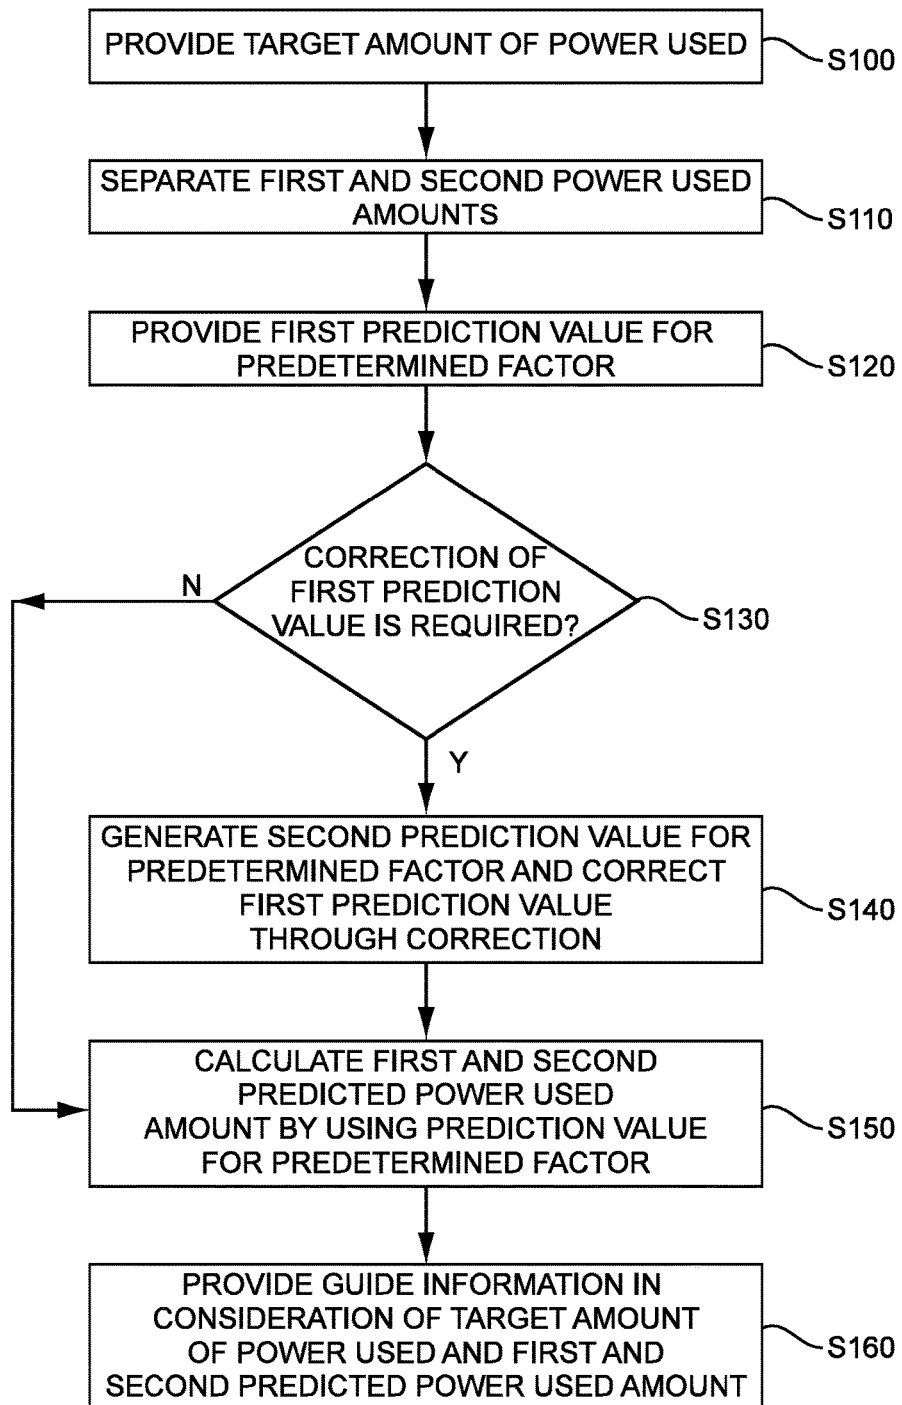 PROVIDE TARGET AMOUNT OF POWER USED
S100
SEPARATE FIRST AND SECOND POWER USED
AMOUNTS
S110
PROVIDE FIRST PREDICTION VALUE FOR
PREDETERMINED FACTOR
S120
CORRECTION OF
FIRST PREDICTION
VALUE IS REQUIRED?
S130
N
Y
GENERATE SECOND PREDICTION VALUE FOR
PREDETERMINED FACTOR AND CORRECT
FIRST PREDICTION VALUE
THROUGH CORRECTION
S140
CALCULATE FIRST AND SECOND
PREDICTED POWER USED
AMOUNT BY USING PREDICTION VALUE
FOR PREDETERMINED FACTOR
S150
PROVIDE GUIDE INFORMATION IN
CONSIDERATION OF TARGET AMOUNT
OF POWER USED AND FIRST AND
SECOND PREDICTED POWER USED AMOUNT
S160